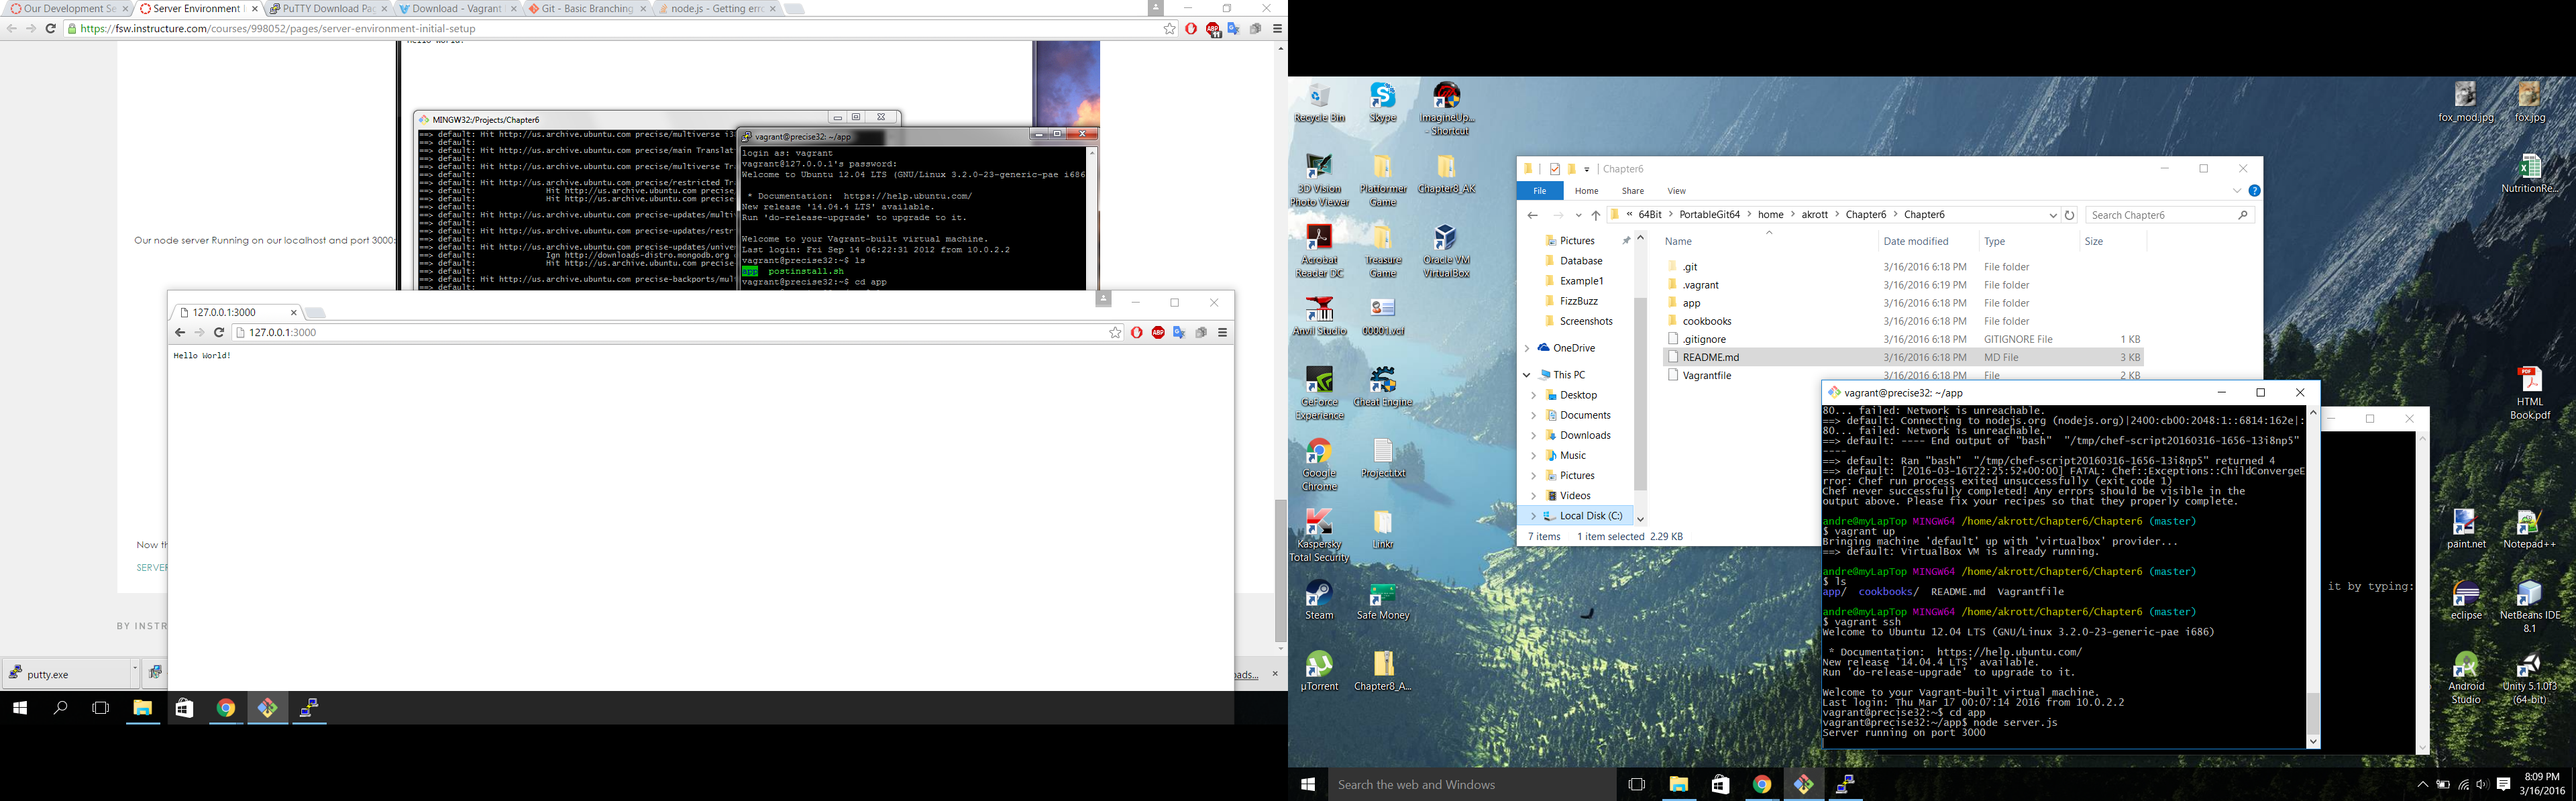 Our Development Se
Server Environment I
PuTTY Download Pag
Download - Vagrant
Git - Basic Branching
node.js - Getting erro
https://fsw.instructure.com/courses/998052/pages/server-environment-initial-setup
Our node server Running on our localhost and port 3000:
MINGW32:/Projects/Chapter6
==> default: Hit http://us.archive.ubuntu.com precise/multiverse i3
==> default:
==> default: Hit http://us.archive.ubuntu.com precise/main Translat
==> default:
==> default: Hit http://us.archive.ubuntu.com precise/multiverse Tr
==> default:
==> default: Hit http://us.archive.ubuntu.com precise/restricted Tr
==> default: Hit http://us.archive.ubuntu.com precise
==> default: Hit http://us.archive.ubuntu.com precise
==> default:
==> default: Hit http://us.archive.ubuntu.com precise-updates/multi
==> default:
==> default: Hit http://us.archive.ubuntu.com precise-updates/restr
==> default:
==> default: Hit http://us.archive.ubuntu.com precise-updates/unive
==> default: Ign http://downloads-distro.mongodb.org
==> default: Hit http://us.archive.ubuntu.com precise
==> default:
==> default: Hit http://us.archive.ubuntu.com precise-backports/mul
==> default:
vagrant@precise32: ~/app
login as: vagrant
vagrant@127.0.0.1's password:
Welcome to Ubuntu 12.04 LTS (GNU/Linux 3.2.0-23-generic-pae i686
* Documentation: https://help.ubuntu.com/
New release '14.04.4 LTS' available.
Run 'do-release-upgrade' to upgrade to it.
Welcome to your Vagrant-built virtual machine.
Last login: Fri Sep 14 06:22:31 2012 from 10.0.2.2
vagrant@precise32:~$ ls
app postinstall.sh
vagrant@precise32:~$ cd app
127.0.0.1:3000
127.0.0.1:3000
Hello World!
Now th
SERVER
BY INSTR
putty.exe
ads...
Recycle Bin
Skype
ImagineUp... - Shortcut
3D Vision Photo Viewer
Platformer Game
Chapter8_AK
Acrobat Reader DC
Treasure Game
Oracle VM VirtualBox
Anvil Studio
00001.vcf
GeForce Experience
Cheat Engine
Google Chrome
Project.txt
Kaspersky Total Security
Linkr
Steam
Safe Money
µTorrent
Chapter8_A...
Chapter6
File Home Share View
« 64Bit > PortableGit64 > home > akrott > Chapter6 > Chapter6
Search Chapter6
Pictures
Database
Example1
FizzBuzz
Screenshots
OneDrive
This PC
Desktop
Documents
Downloads
Music
Pictures
Videos
Local Disk (C:)
Name Date modified Type Size
.git 3/16/2016 6:18 PM File folder
.vagrant 3/16/2016 6:19 PM File folder
app 3/16/2016 6:18 PM File folder
cookbooks 3/16/2016 6:18 PM File folder
.gitignore 3/16/2016 6:18 PM GITIGNORE File 1 KB
README.md 3/16/2016 6:18 PM MD File 3 KB
Vagrantfile 3/16/2016 6:18 PM File 2 KB
7 items 1 item selected 2.29 KB
vagrant@precise32: ~/app
80... failed: Network is unreachable.
==> default: Connecting to nodejs.org (nodejs.org)|2400:cb00:2048:1::6814:162e|:
80... failed: Network is unreachable.
==> default: ---- End output of "bash" "/tmp/chef-script20160316-1656-13i8np5"
----
==> default: Ran "bash" "/tmp/chef-script20160316-1656-13i8np5" returned 4
==> default: [2016-03-16T22:25:52+00:00] FATAL: Chef::Exceptions::ChildConvergeE
rror: Chef run process exited unsuccessfully (exit code 1)
Chef never successfully completed! Any errors should be visible in the
output above. Please fix your recipes so that they properly complete.
andre@myLapTop MINGW64 /home/akrott/Chapter6/Chapter6 (master)
$ vagrant up
Bringing machine 'default' up with 'virtualbox' provider...
==> default: VirtualBox VM is already running.
andre@myLapTop MINGW64 /home/akrott/Chapter6/Chapter6 (master)
$ ls
app/ cookbooks/ README.md Vagrantfile
andre@myLapTop MINGW64 /home/akrott/Chapter6/Chapter6 (master)
$ vagrant ssh
Welcome to Ubuntu 12.04 LTS (GNU/Linux 3.2.0-23-generic-pae i686)
* Documentation: https://help.ubuntu.com/
New release '14.04.4 LTS' available.
Run 'do-release-upgrade' to upgrade to it.
Welcome to your Vagrant-built virtual machine.
Last login: Thu Mar 17 00:07:14 2016 from 10.0.2.2
vagrant@precise32:~$ cd app
vagrant@precise32:~/app$ node server.js
Server running on port 3000
it by typing:
fox_mod.jpg
fox.jpg
NutritionRe...
HTML Book.pdf
paint.net
Notepad++
eclipse
NetBeans IDE 8.1
Android Studio
Unity 5.1.0f3 (64-bit)
Search the web and Windows
8:09 PM
3/16/2016